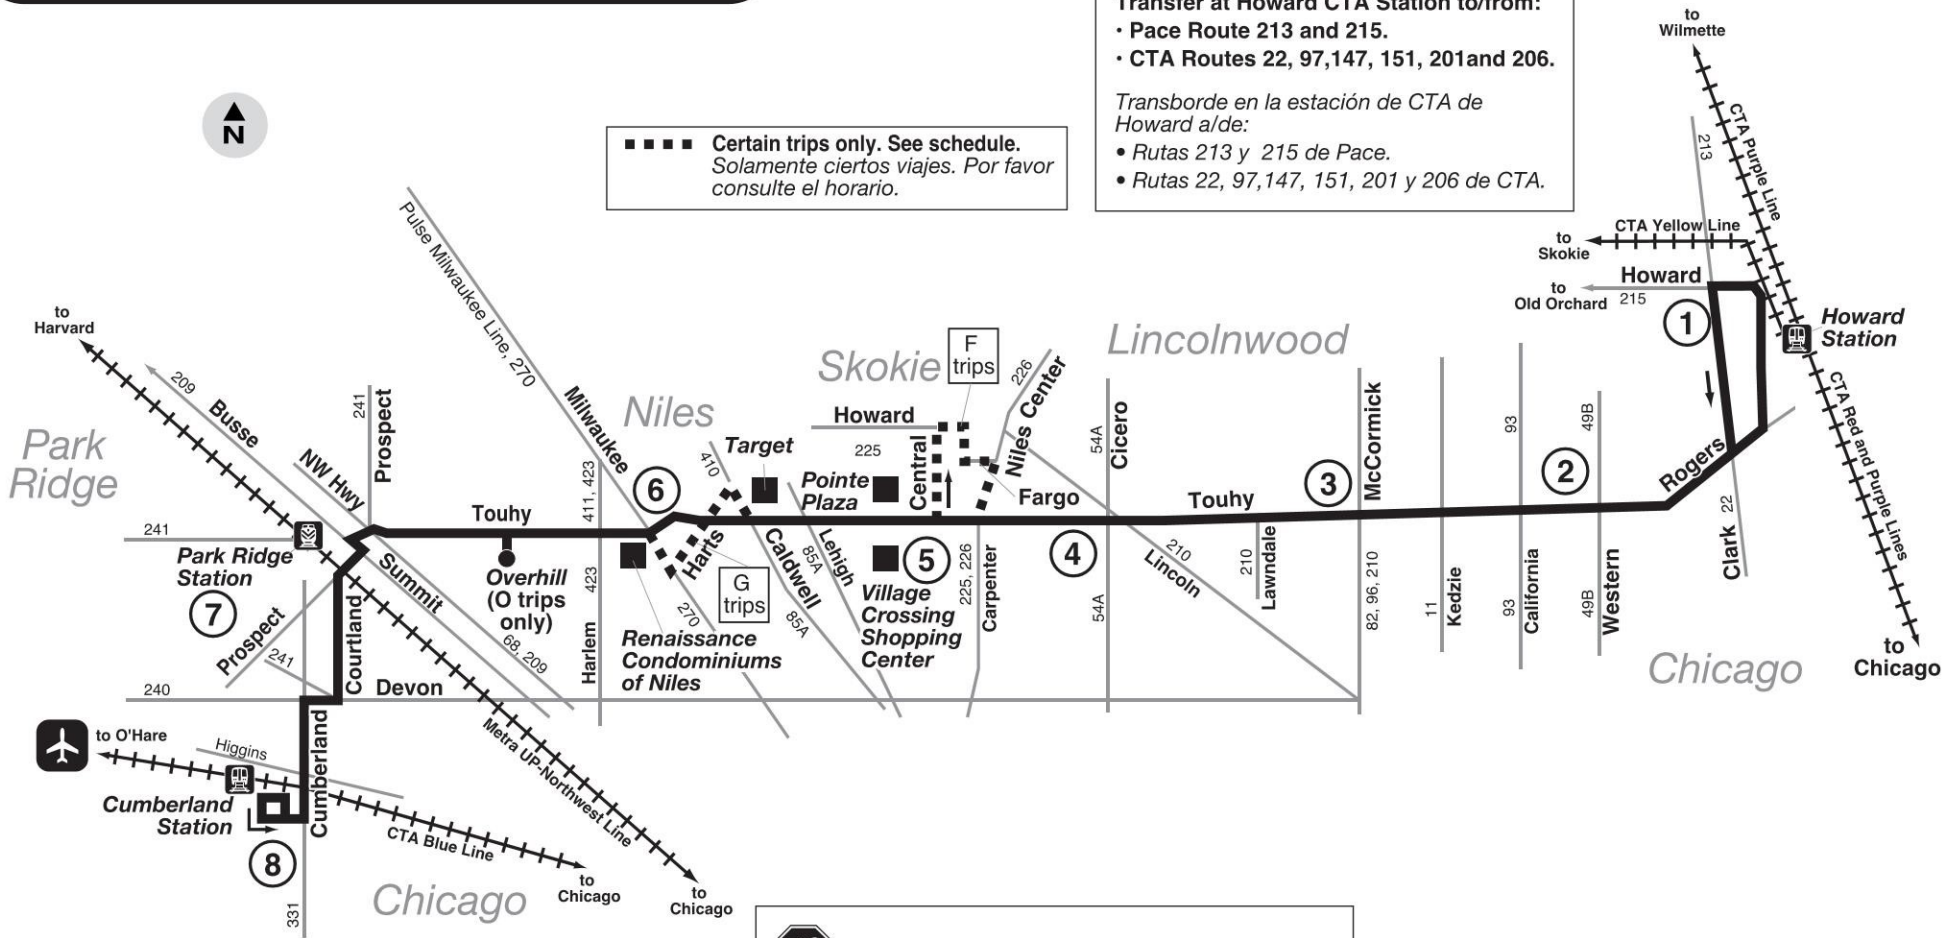 Transfer at Howard CTA Station to/from:
· Pace Route 213 and 215.
· CTA Routes 22, 97,147, 151, 201and 206.
Transborde en la estación de CTA de
Howard a/de:
• Rutas 213 y 215 de Pace.
• Rutas 22, 97,147, 151, 201 y 206 de CTA.
N
Certain trips only. See schedule.
Solamente ciertos viajes. Por favor
consulte el horario.
to
Wilmette
CTA Purple Line
213
CTA Yellow Line
to
Skokie
Howard
to
Old Orchard
215
1
Howard
Station
CTA Red and Purple Lines
to
Chicago
Rogers
22
Clark
Chicago
to
Harvard
209
Busse
NW Hwy
241
Prospect
Park
Ridge
241
Park Ridge
Station
7
Summit
68, 209
Prospect
241
Courtland
240
Devon
Touhy
Overhill
(O trips
only)
Pulse Milwaukee Line, 270
Milwaukee
411, 423
423
Harlem
6
Niles
410
Target
Harts
G
trips
270
Renaissance
Condominiums
of Niles
Caldwell
85A
Lehigh
85A
Skokie
F
trips
Howard
225
Pointe
Plaza
Central
226
Niles Center
Fargo
5
Village
Crossing
Shopping
Center
225, 226
Carpenter
4
Lincolnwood
54A
Cicero
54A
Touhy
210
Lincoln
210
Lawndale
3
McCormick
82, 96, 210
11
Kedzie
93
93
California
2
49B
49B
Western
to O'Hare
Higgins
Cumberland
Station
8
Cumberland
331
CTA Blue Line
to
Chicago
Metra UP-Northwest Line
to
Chicago
Chicago